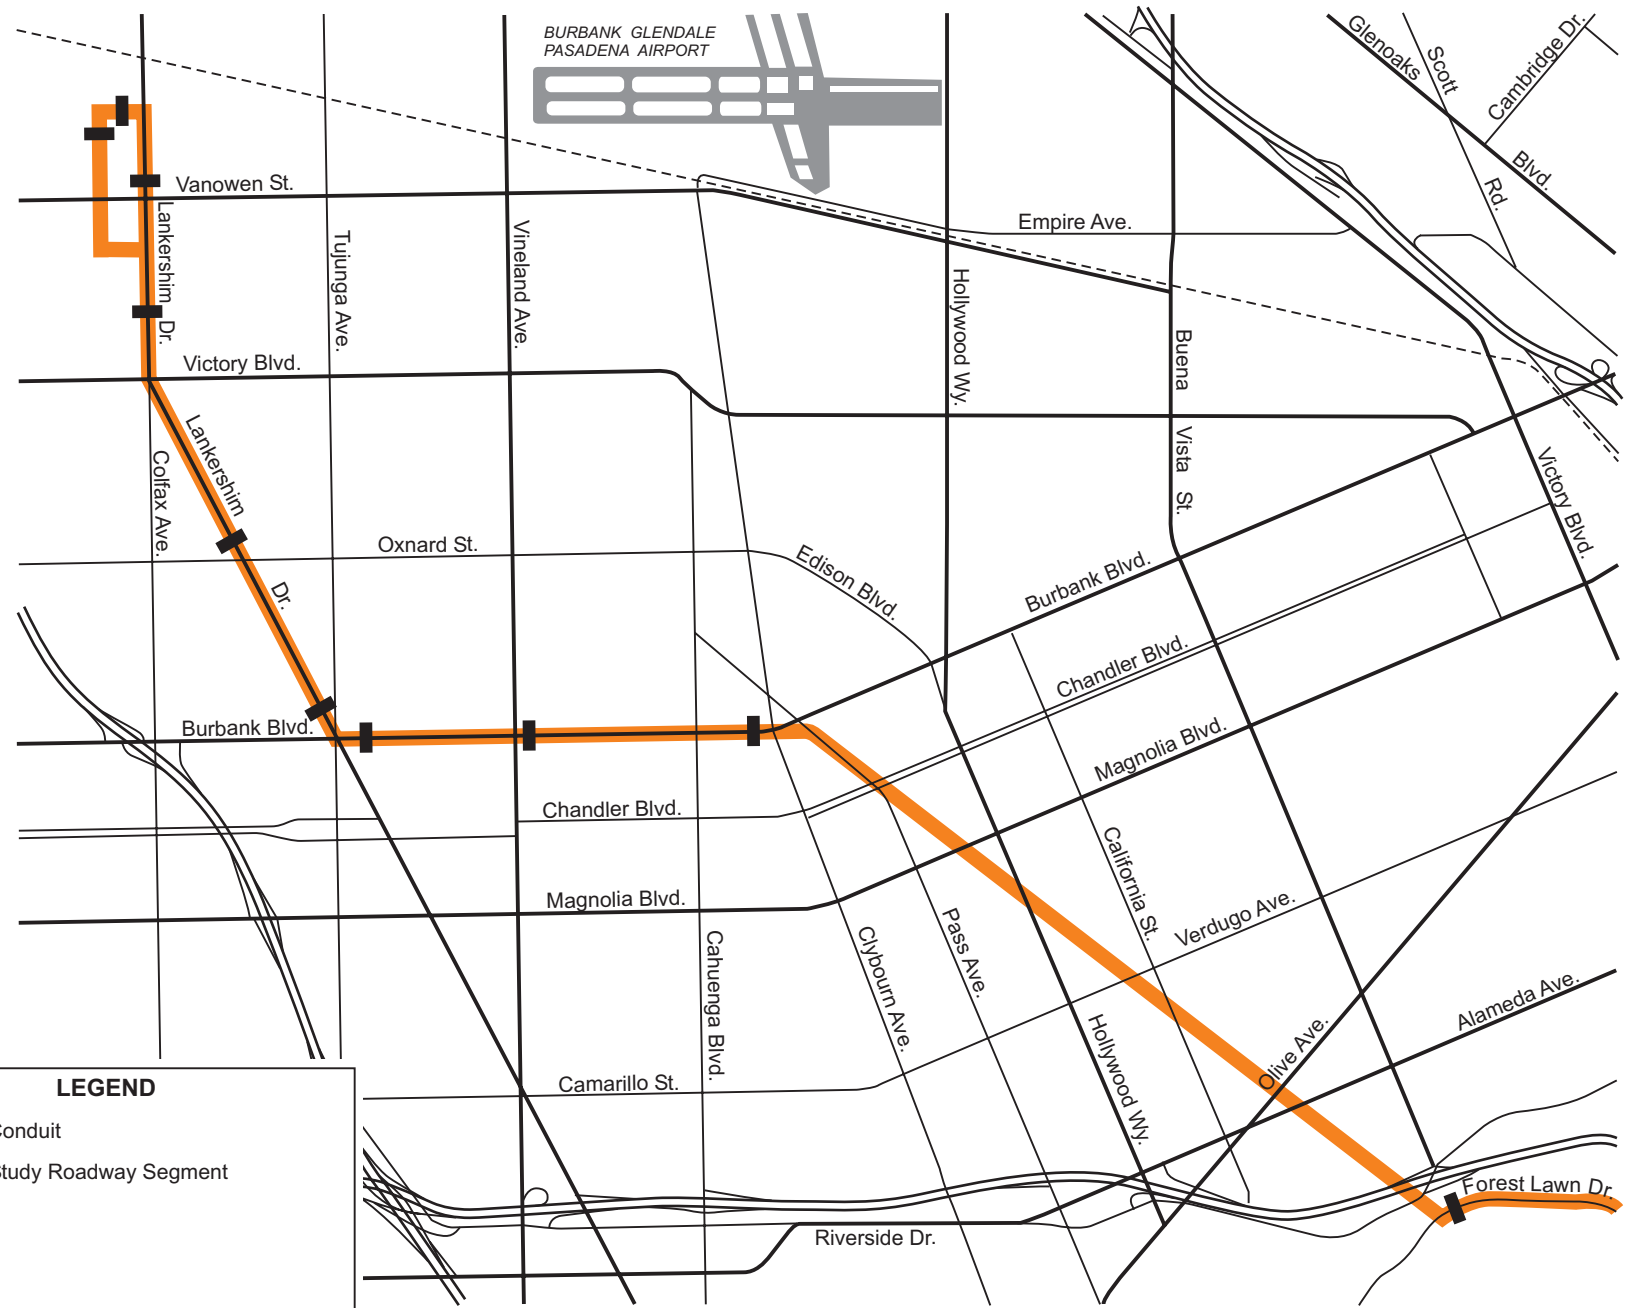 BURBANK GLENDALE
PASADENA AIRPORT
Glenoaks
Blvd.
Scott
Rd.
Cambridge Dr.
Vanowen St.
Lankershim
Dr.
Tujunga Ave.
Vineland Ave.
Empire Ave.
Hollywood Wy.
Buena
Vista
St.
Victory Blvd.
Lankershim
Dr.
Colfax Ave.
Oxnard St.
Edison Blvd.
Burbank Blvd.
Victory Blvd.
Chandler Blvd.
Burbank Blvd.
Magnolia Blvd.
Chandler Blvd.
California St.
Magnolia Blvd.
Verdugo Ave.
Cahuenga Blvd.
Clybourn Ave.
Pass Ave.
Alameda Ave.
Hollywood Wy.
Olive Ave.
Camarillo St.
LEGEND
Conduit
Study Roadway Segment
Forest Lawn Dr.
Riverside Dr.